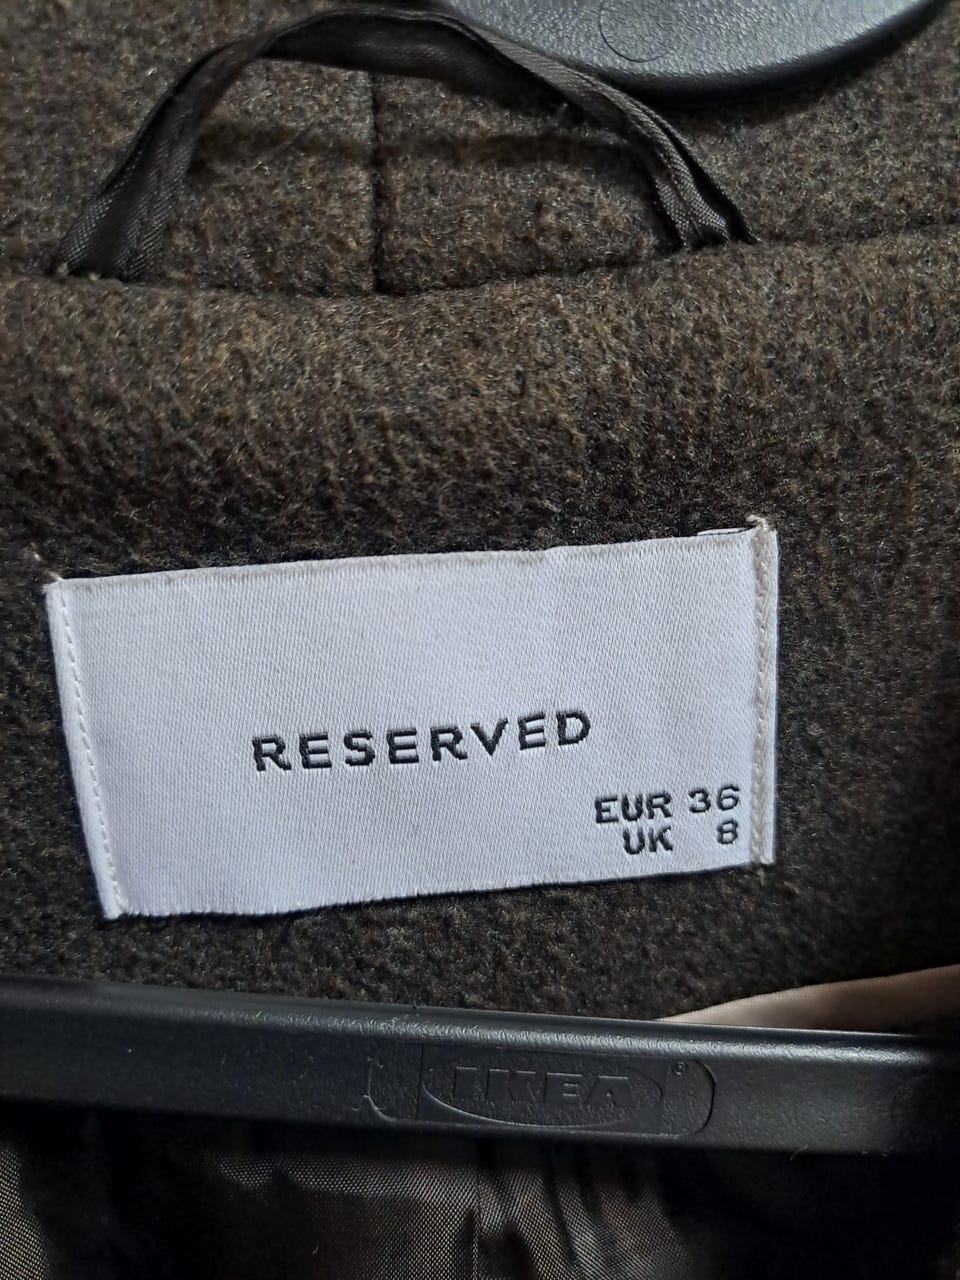 RESERVED
EUR 36
UK 8
IKEA
®